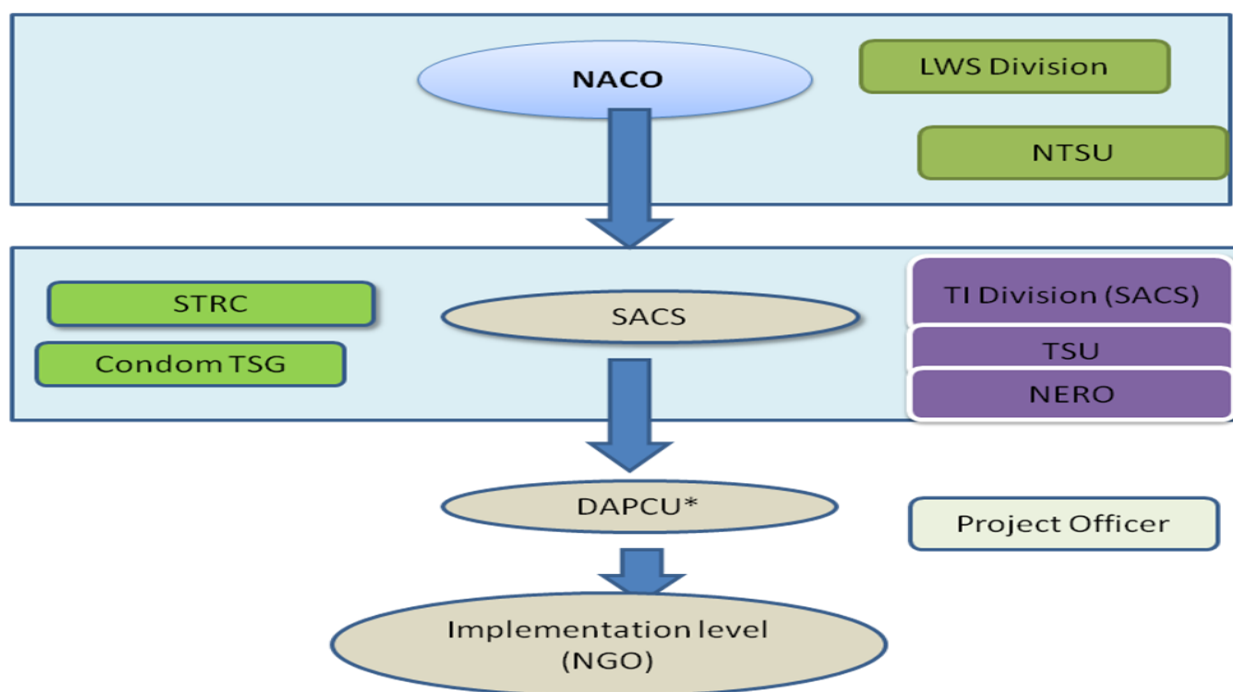 NACO
LWS Division
NTSU
STRC
Condom TSG
SACS
TI Division (SACS)
TSU
NERO
DAPCU*
Project Officer
Implementation level
(NGO)